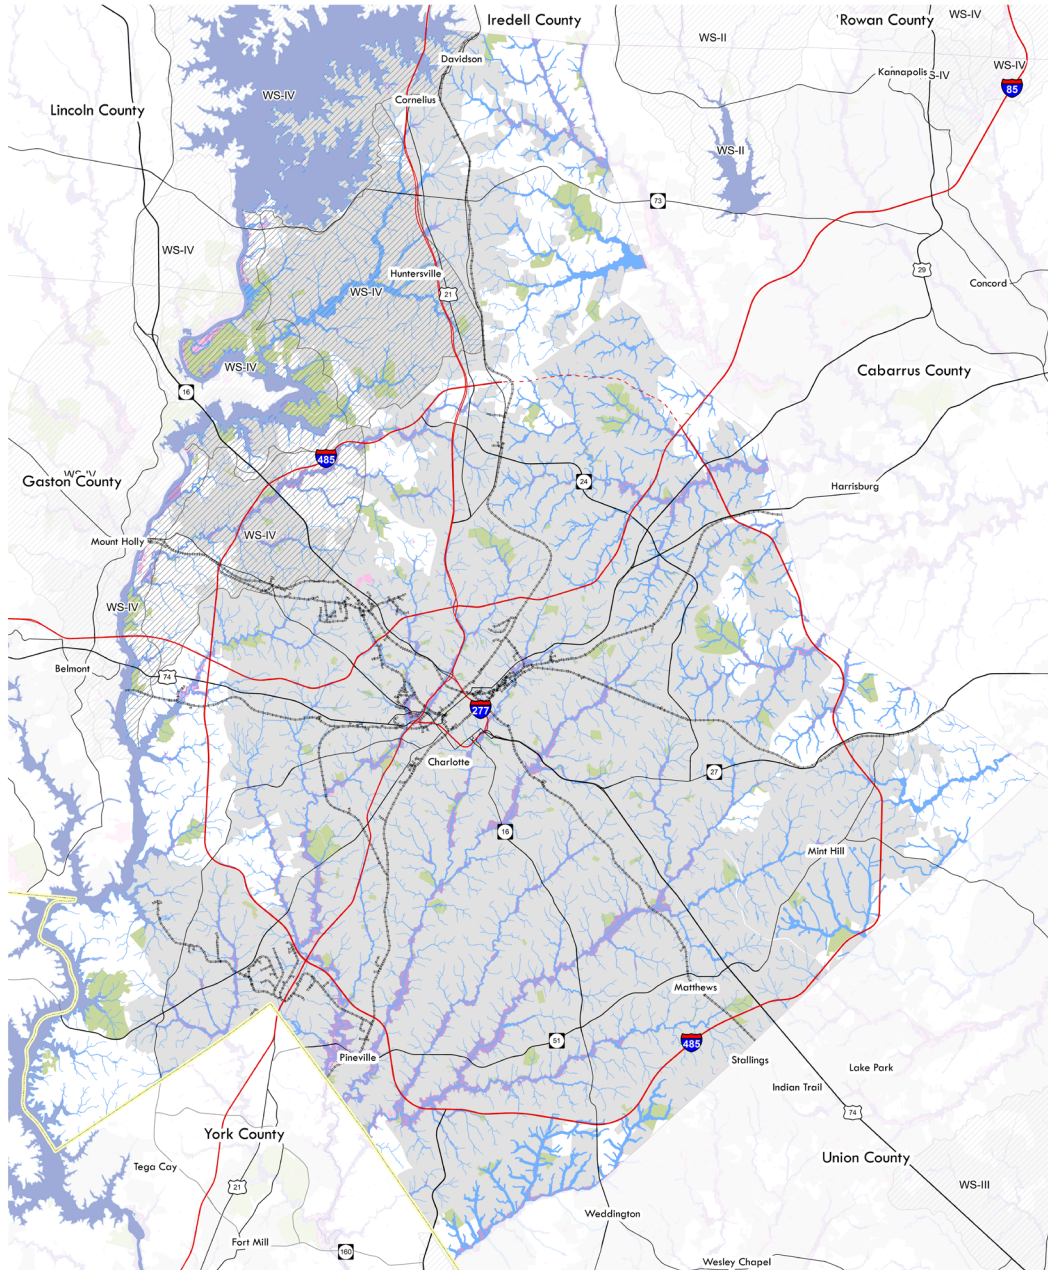 Iredell County
Rowan County
WS-IV
WS-II
Davidson
WS-IV
Kannapolis
S-IV
85
WS-IV
Cornelius
Lincoln County
WS-II
73
WS-IV
29
Huntersville
Concord
WS-IV
21
WS-IV
Cabarrus County
16
485
WS-IV
Gaston County
24
Harrisburg
WS-IV
Mount Holly
WS-IV
Belmont
74
277
Charlotte
27
16
Mint Hill
Matthews
51
485
Pineville
Stallings
Lake Park
Indian Trail
74
York County
Union County
Tega Cay
21
WS-III
Weddington
Fort Mill
160
Wesley Chapel